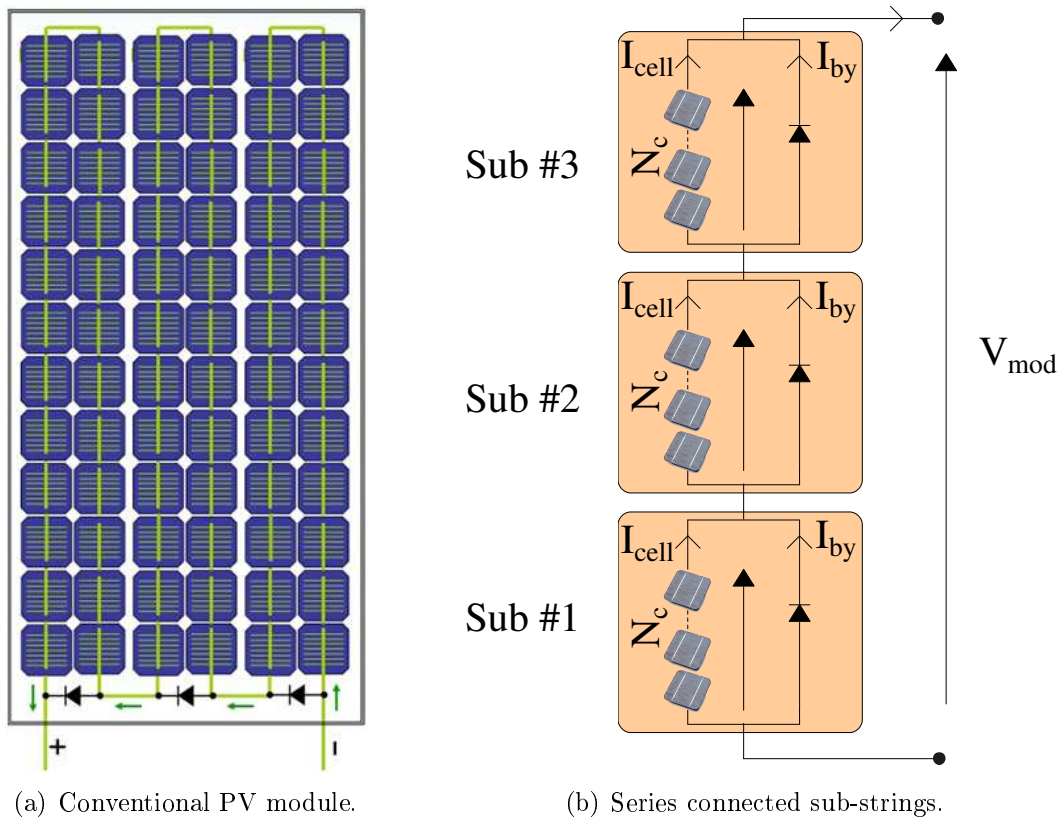 I_cell I_by
N_c
Sub #3
I_cell I_by
N_c
Sub #2
V_mod
I_cell I_by
N_c
Sub #1
+ I
(a) Conventional PV module.
(b) Series connected sub-strings.